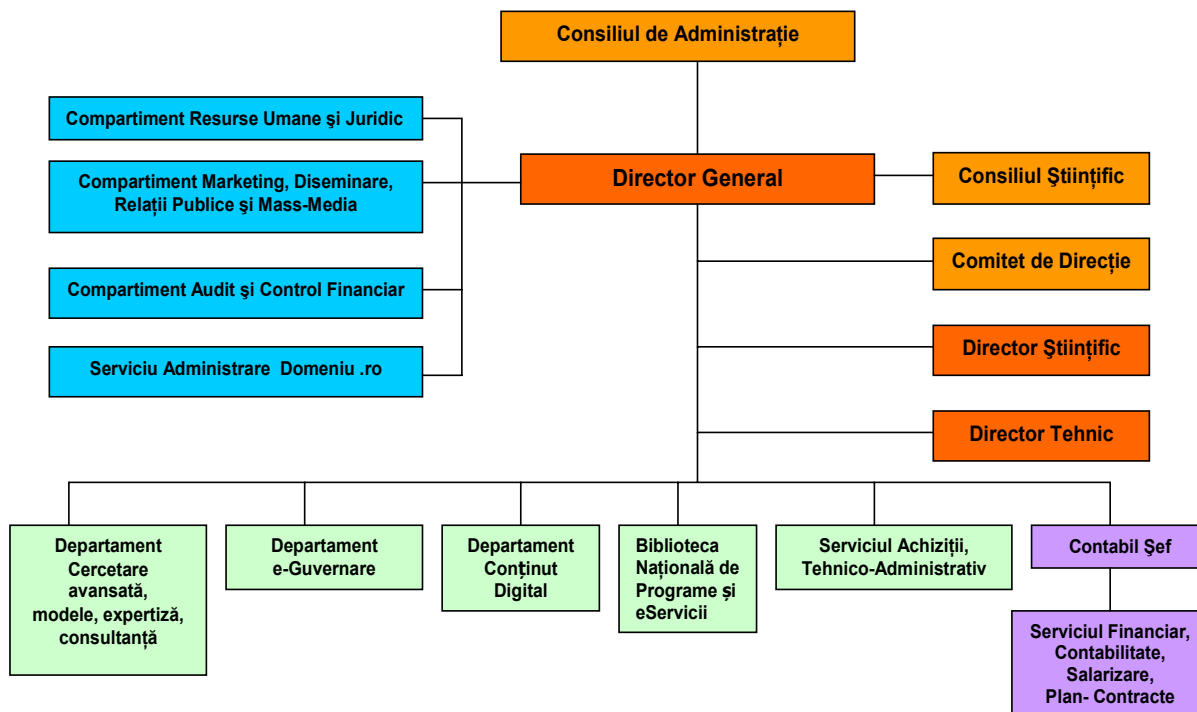 Consiliul de Administrație
Compartiment Resurse Umane şi Juridic
Compartiment Marketing, Diseminare,
Relații Publice şi Mass-Media
Compartiment Audit şi Control Financiar
Serviciu Administrare Domeniu .ro
Director General
Consiliul Ştiințific
Comitet de Direcție
Director Ştiințific
Director Tehnic
Departament
Cercetare
avansată,
modele, expertiză,
consultanță
Departament
e-Guvernare
Departament
Conținut
Digital
Biblioteca
Națională de
Programe și
eServicii
Serviciul Achiziții,
Tehnico-Administrativ
Contabil Şef
Serviciul Financiar,
Contabilitate,
Salarizare,
Plan- Contracte